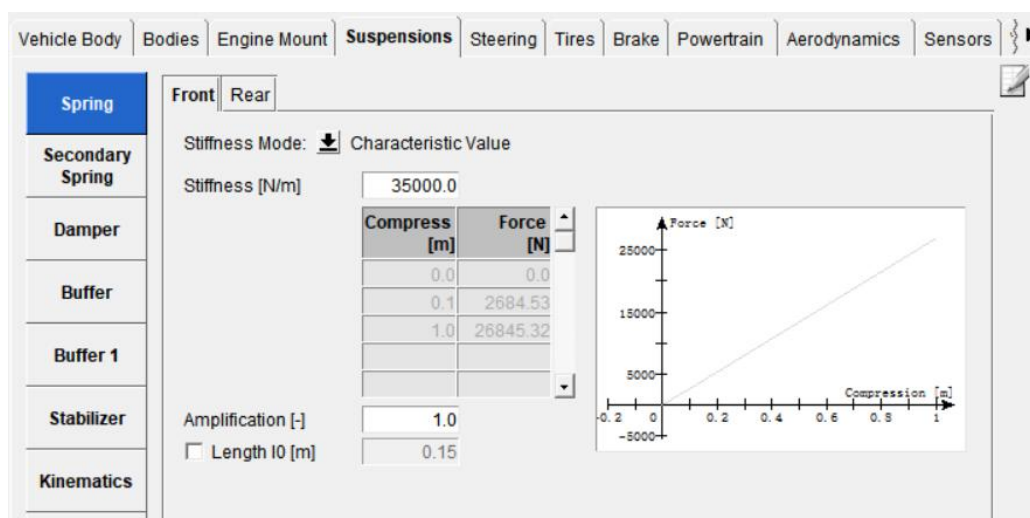 Vehicle Body Bodies Engine Mount Suspensions Steering Tires Brake Powertrain Aerodynamics Sensors
Spring
Secondary
Spring
Damper
Buffer
Buffer 1
Stabilizer
Kinematics
Front Rear
Stiffness Mode: Characteristic Value
Stiffness [N/m] 35000.0
Compress Force
[m] [N]
0.0 0.0
0.1 2684.53
1.0 26845.32
Amplification [-] 1.0
Length l0 [m] 0.15
Force [N]
25000
15000
5000
Compression [m]
-0.2 0 0.2 0.4 0.6 0.8 1
-5000